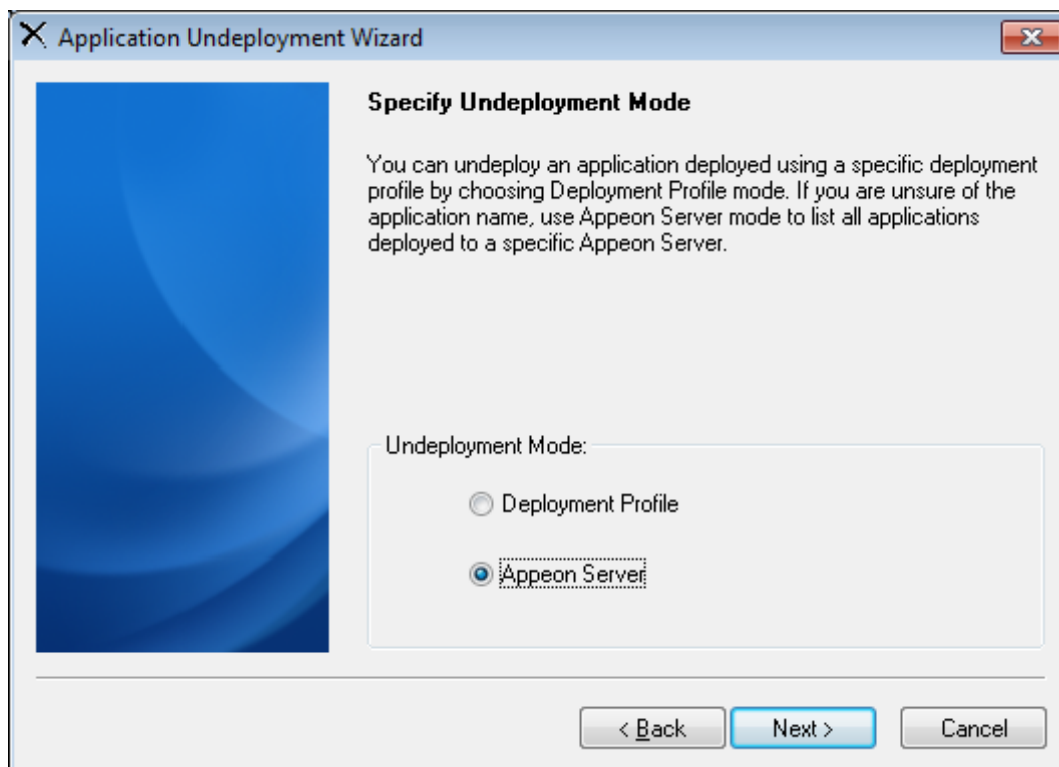 Application Undeployment Wizard
Specify Undeployment Mode
You can undeploy an application deployed using a specific deployment
profile by choosing Deployment Profile mode. If you are unsure of the
application name, use Appeon Server mode to list all applications
deployed to a specific Appeon Server.
Undeployment Mode:
Deployment Profile
Appeon Server
< Back
Next >
Cancel